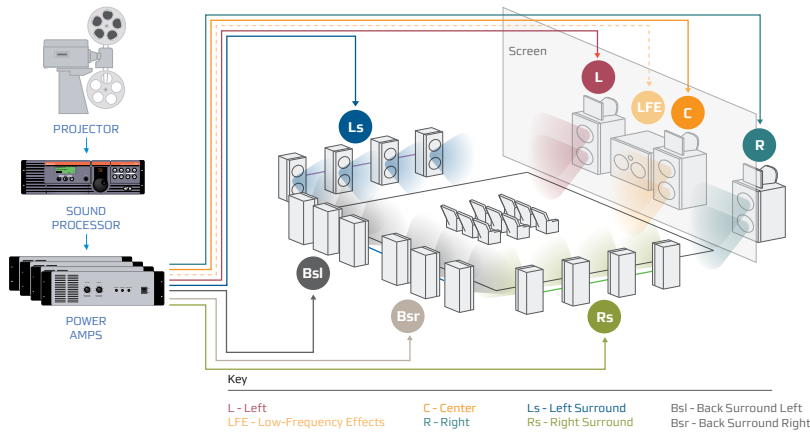 Screen
L
LFE
C
R
Ls
PROJECTOR
SOUND
PROCESSOR
POWER
AMPS
Bsl
Bsr
Rs
Key
L - Left
C - Center
Ls - Left Surround
Bsl - Back Surround Left
LFE - Low-Frequency Effects
R - Right
Rs - Right Surround
Bsr - Back Surround Right